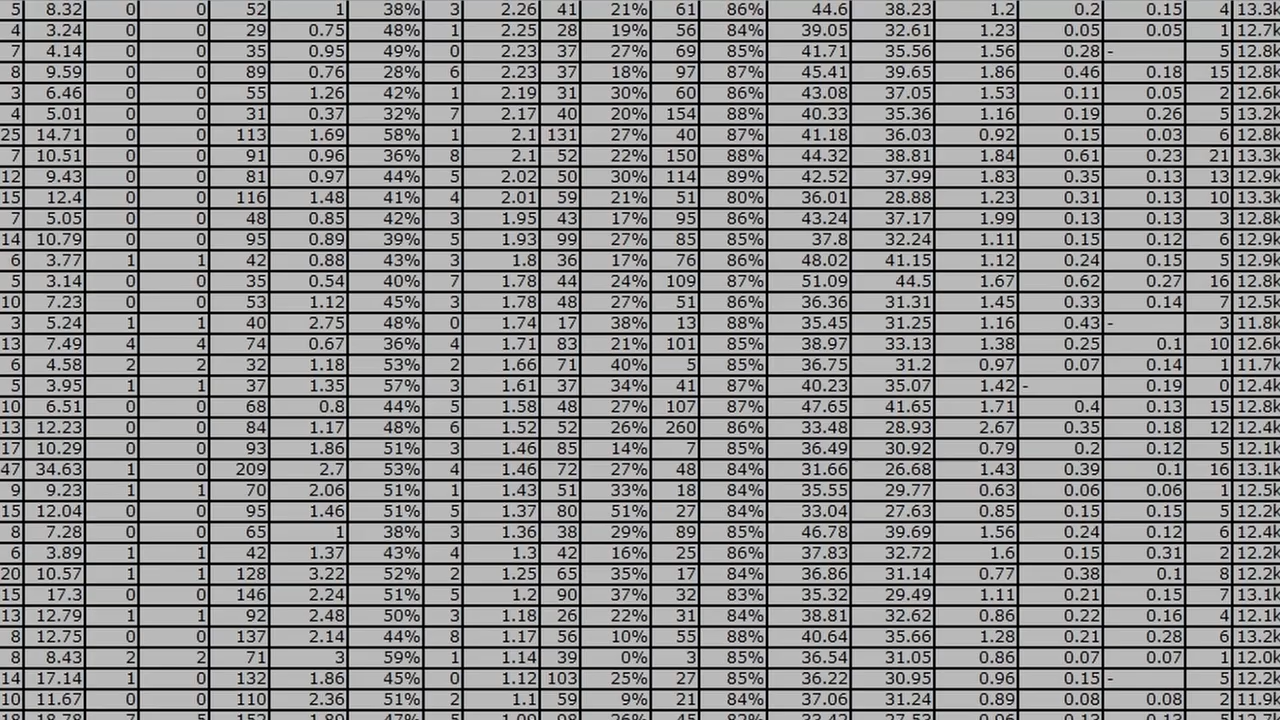 5 8.32 0 0 52 1 38% 3 2.26 41 21% 61 86% 44.6 38.23 1.2 0.2 0.15 4 13.3k
4 3.24 0 0 29 0.75 48% 1 2.25 28 19% 56 84% 39.05 32.61 1.23 0.05 0.05 1 12.7k
7 4.14 0 0 35 0.95 49% 0 2.23 37 27% 69 85% 41.71 35.56 1.56 0.28 - 5 12.8k
8 9.59 0 0 89 0.76 28% 6 2.23 37 18% 97 87% 45.41 39.65 1.86 0.46 0.18 15 12.8k
3 6.46 0 0 55 1.26 42% 1 2.19 31 30% 60 86% 43.08 37.05 1.53 0.11 0.05 2 12.6k
4 5.01 0 0 31 0.37 32% 7 2.17 40 20% 154 88% 40.33 35.36 1.16 0.19 0.26 5 13.2k
25 14.71 0 0 113 1.69 58% 1 2.1 131 27% 40 87% 41.18 36.03 0.92 0.15 0.03 6 12.8k
7 10.51 0 0 91 0.96 36% 8 2.1 52 22% 150 88% 44.32 38.81 1.84 0.61 0.23 21 13.3k
12 9.43 0 0 81 0.97 44% 5 2.02 50 30% 114 89% 42.52 37.99 1.83 0.35 0.13 13 12.9k
15 12.4 0 0 116 1.48 41% 4 2.01 59 21% 51 80% 36.01 28.88 1.23 0.31 0.13 10 13.3k
7 5.05 0 0 48 0.85 42% 3 1.95 43 17% 95 86% 43.24 37.17 1.99 0.13 0.13 3 12.8k
14 10.79 0 0 95 0.89 39% 5 1.93 99 27% 85 85% 37.8 32.24 1.11 0.15 0.12 6 12.9k
6 3.77 1 1 42 0.88 43% 3 1.8 36 17% 76 86% 48.02 41.15 1.12 0.24 0.15 5 12.9k
5 3.14 0 0 35 0.54 40% 7 1.78 44 24% 109 87% 51.09 44.5 1.67 0.62 0.27 16 12.8k
10 7.23 0 0 53 1.12 45% 3 1.78 48 27% 51 86% 36.36 31.31 1.45 0.33 0.14 7 12.5k
3 5.24 1 1 40 2.75 48% 0 1.74 17 38% 13 88% 35.45 31.25 1.16 0.43 - 3 11.8k
13 7.49 4 4 74 0.67 36% 4 1.71 83 21% 101 85% 38.97 33.13 1.38 0.25 0.1 10 12.6k
6 4.58 2 2 32 1.18 53% 2 1.66 71 40% 5 85% 36.75 31.2 0.97 0.07 0.14 1 11.7k
5 3.95 1 1 37 1.35 57% 3 1.61 37 34% 41 87% 40.23 35.07 1.42 - 0.19 0 12.4k
10 6.51 0 0 68 0.8 44% 5 1.58 48 27% 107 87% 47.65 41.65 1.71 0.4 0.13 15 12.8k
13 12.23 0 0 84 1.17 48% 6 1.52 52 26% 260 86% 33.48 28.93 2.67 0.35 0.18 12 12.4k
17 10.29 0 0 93 1.86 51% 3 1.46 85 14% 7 85% 36.49 30.92 0.79 0.2 0.12 5 12.1k
47 34.63 1 0 209 2.7 53% 4 1.46 72 27% 48 84% 31.66 26.68 1.43 0.39 0.1 16 13.1k
9 9.23 1 1 70 2.06 51% 1 1.43 51 33% 18 84% 35.55 29.77 0.63 0.06 0.06 1 12.5k
15 12.04 0 0 95 1.46 51% 5 1.37 80 51% 27 84% 33.04 27.63 0.85 0.15 0.15 5 12.2k
8 7.28 0 0 65 1 38% 3 1.36 38 29% 89 85% 46.78 39.69 1.56 0.24 0.12 6 12.4k
6 3.89 1 1 42 1.37 43% 4 1.3 42 16% 25 86% 37.83 32.72 1.6 0.15 0.31 2 12.2k
20 10.57 1 1 128 3.22 52% 2 1.25 65 35% 17 84% 36.86 31.14 0.77 0.38 0.1 8 12.2k
15 17.3 0 0 146 2.24 51% 5 1.2 90 37% 32 83% 35.32 29.49 1.11 0.21 0.15 7 13.1k
13 12.79 1 1 92 2.48 50% 3 1.18 26 22% 31 84% 38.81 32.62 0.86 0.22 0.16 4 12.1k
8 12.75 0 0 137 2.14 44% 8 1.17 56 10% 55 88% 40.64 35.66 1.28 0.21 0.28 6 13.2k
8 8.43 2 2 71 3 59% 1 1.14 39 0% 3 85% 36.54 31.05 0.86 0.07 0.07 1 12.0k
14 17.14 1 0 132 1.86 45% 0 1.12 103 25% 27 85% 36.22 30.95 0.96 0.15 - 5 12.2k
10 11.67 0 0 110 2.36 51% 2 1.1 59 9% 21 84% 37.06 31.24 0.89 0.08 0.08 2 11.9k